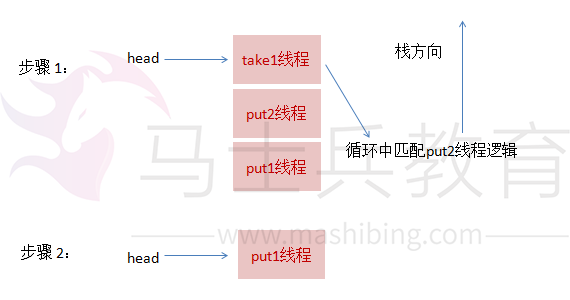 步骤 1：
head
take1线程
put2线程
put1线程
栈方向
循环中匹配put2线程逻辑
马士兵教育
www.mashibing.com
步骤 2：
head
put1线程